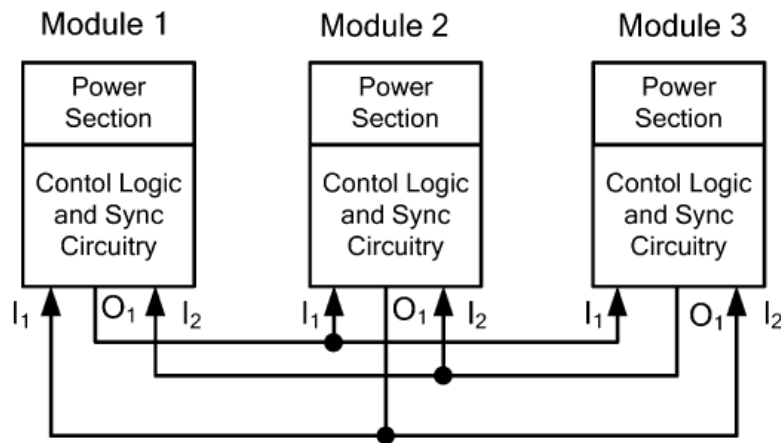 Module 1
Module 2
Module 3
Power
Section
Power
Section
Power
Section
Contol Logic
and Sync
Circuitry
Contol Logic
and Sync
Circuitry
Contol Logic
and Sync
Circuitry
I₁
O₁
I₂
I₁
O₁
I₂
I₁
O₁
I₂